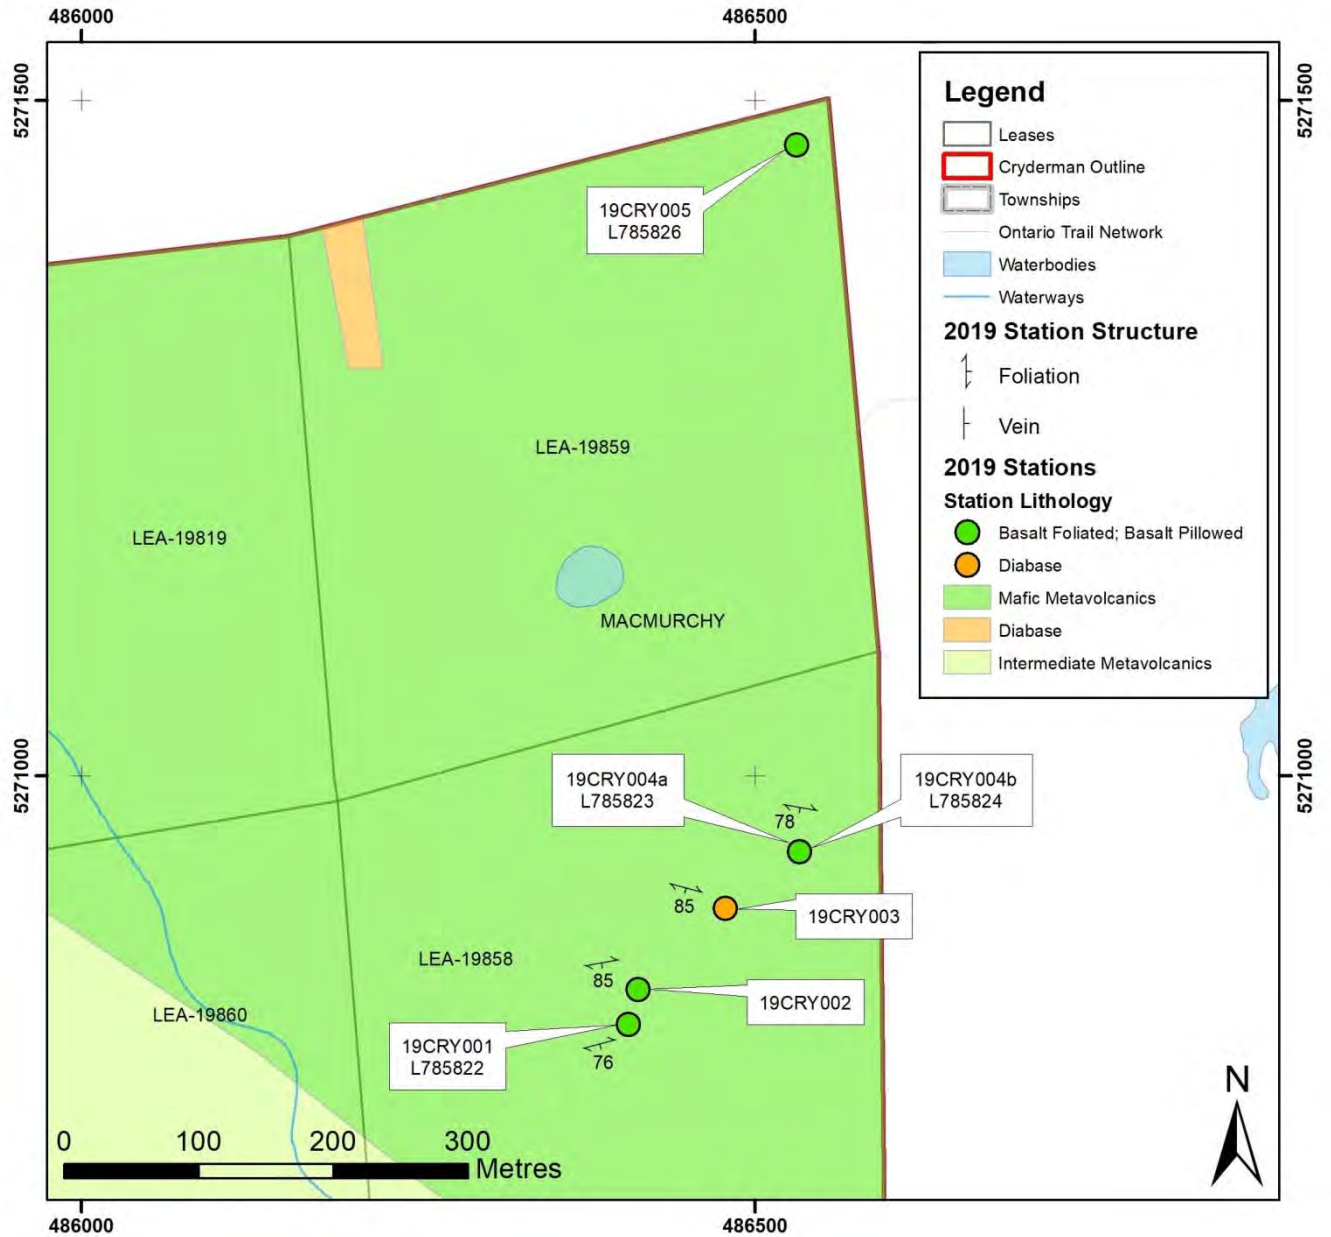 486000
486500
5271500
5271500
Legend
Leases
Cryderman Outline
Townships
Ontario Trail Network
Waterbodies
Waterways
2019 Station Structure
Foliation
Vein
2019 Stations
Station Lithology
Basalt Foliated; Basalt Pillowed
Diabase
Mafic Metavolcanics
Diabase
Intermediate Metavolcanics
19CRY005
L785826
LEA-19859
LEA-19819
MACMURCHY
5271000
5271000
19CRY004a
L785823
19CRY004b
L785824
78
85
19CRY003
LEA-19858
85
19CRY002
LEA-19860
19CRY001
L785822
76
N
0
100
200
300
Metres
486000
486500